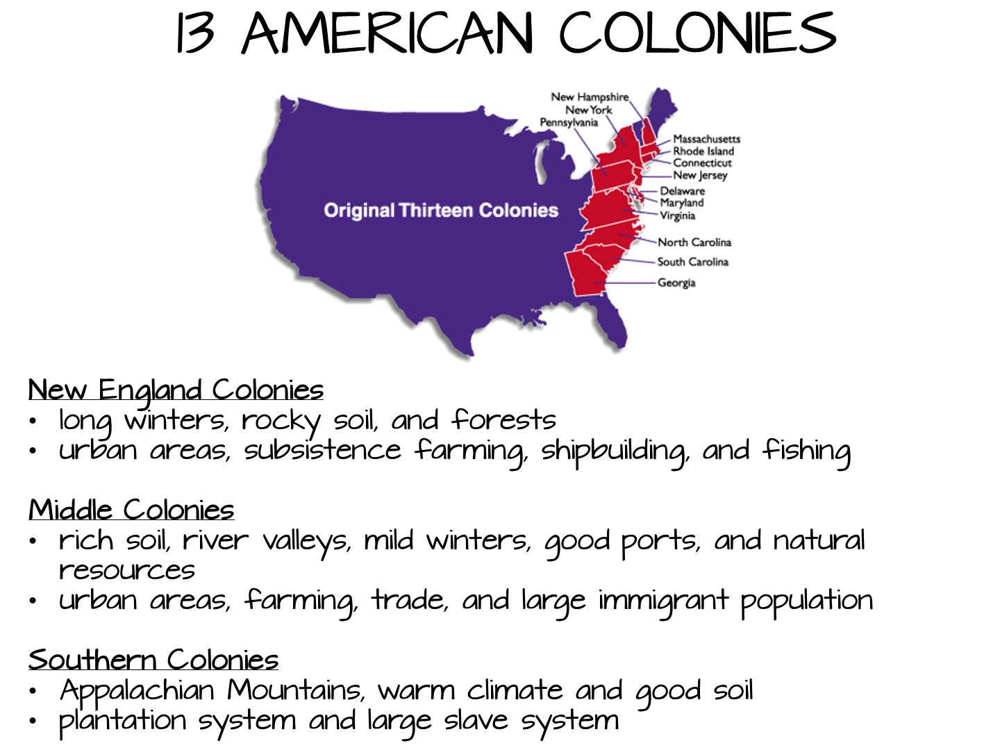 13 AMERICAN COLONIES
New Hampshire
New York
Pennsylvania
Massachusetts
Rhode Island
Connecticut
New Jersey
Delaware
Maryland
Virginia
Original Thirteen Colonies
North Carolina
South Carolina
Georgia
New England Colonies
• long winters, rocky soil, and forests
• urban areas, subsistence farming, shipbuilding, and fishing
Middle Colonies
• rich soil, river valleys, mild winters, good ports, and natural
resources
• urban areas, farming, trade, and large immigrant population
Southern Colonies
• Appalachian Mountains, warm climate and good soil
• plantation system and large slave system